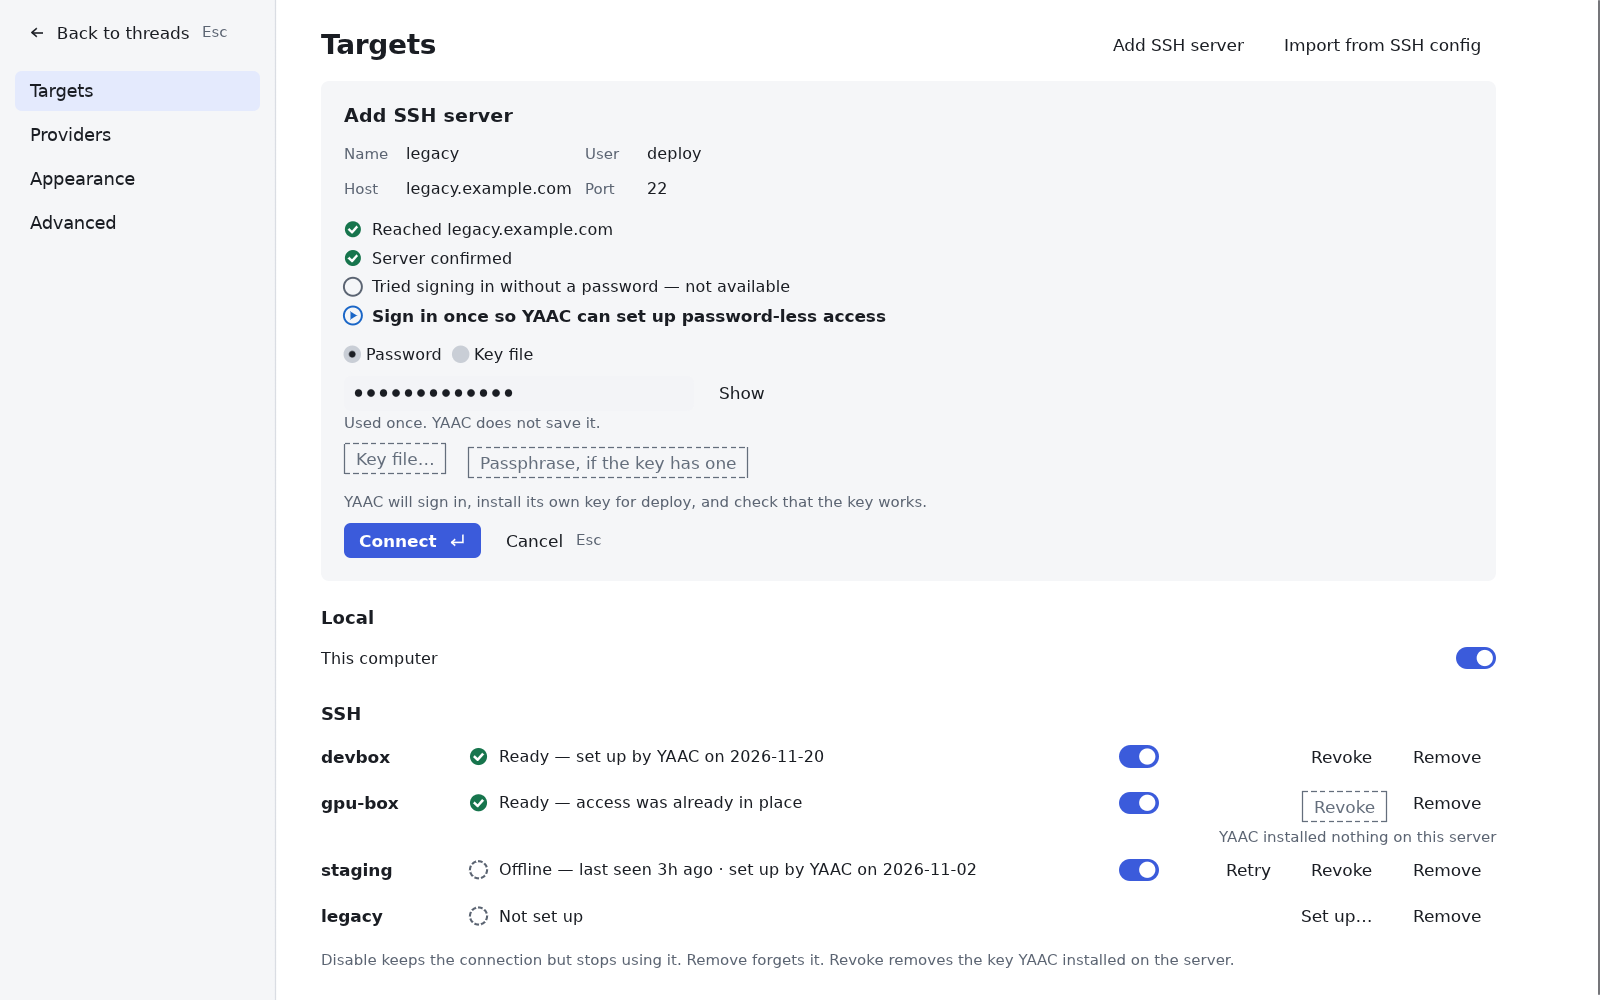 Back to threads Esc
Targets
Providers
Appearance
Advanced
Targets
Add SSH server
Import from SSH config
Add SSH server
Name legacy User deploy
Host legacy.example.com Port 22
Reached legacy.example.com
Server confirmed
Tried signing in without a password — not available
Sign in once so YAAC can set up password-less access
Password Key file
•••••••••••••
Show
Used once. YAAC does not save it.
Key file… Passphrase, if the key has one
YAAC will sign in, install its own key for deploy, and check that the key works.
Connect Cancel Esc
Local
This computer
SSH
devbox Ready — set up by YAAC on 2026-11-20 Revoke Remove
gpu-box Ready — access was already in place Revoke Remove
YAAC installed nothing on this server
staging Offline — last seen 3h ago · set up by YAAC on 2026-11-02 Retry Revoke Remove
legacy Not set up Set up… Remove
Disable keeps the connection but stops using it. Remove forgets it. Revoke removes the key YAAC installed on the server.